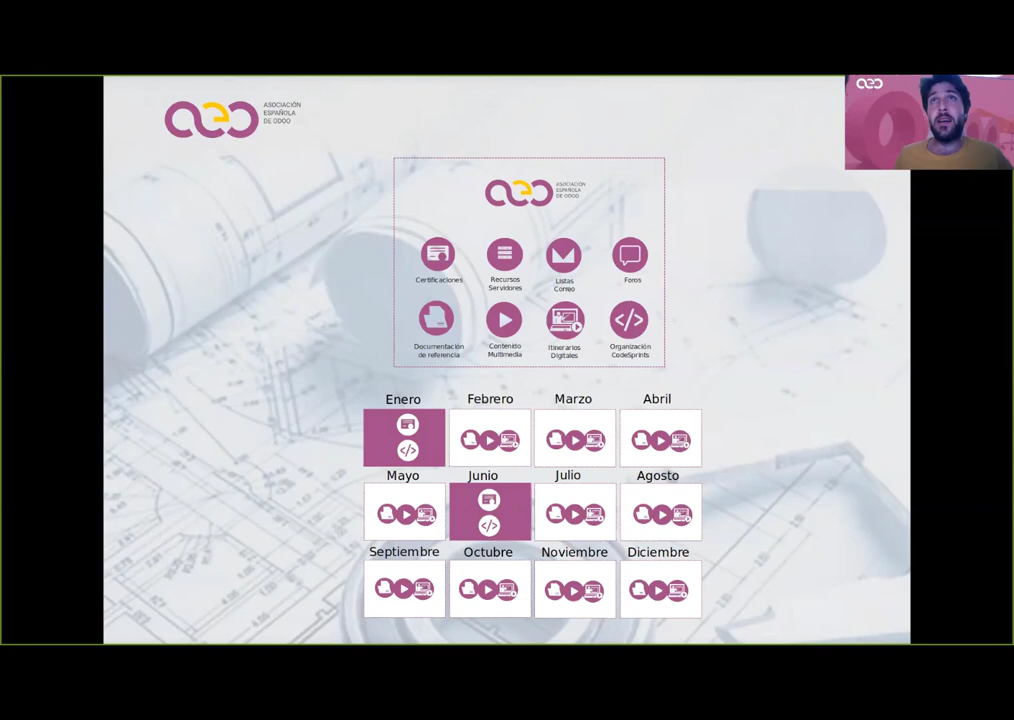 aeo
ASOCIACIÓN
ESPAÑOLA
DE ODOO
aeo
aeo
ASOCIACIÓN
ESPAÑOLA
DE ODOO
Certificaciones
Recursos
Servidores
Listas
Correo
Foros
Documentación
de referencia
Contenido
Multimedia
Itinerarios
Digitales
Organización
CodeSprints
Enero
Febrero
Marzo
Abril
Mayo
Junio
Julio
Agosto
Septiembre
Octubre
Noviembre
Diciembre